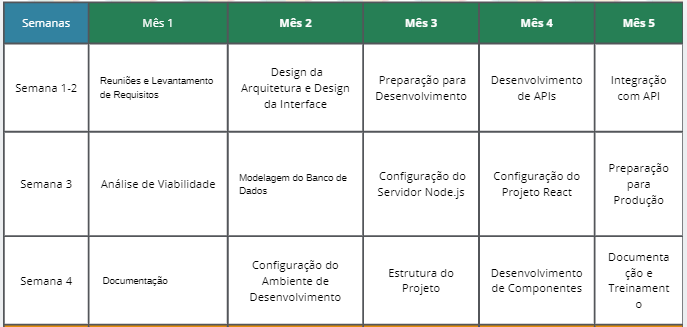 Semanas
Mês 1
Mês 2
Mês 3
Mês 4
Mês 5
Semana 1-2
Reuniões e Levantamento
de Requisitos
Design da
Arquitetura e Design
da Interface
Preparação para
Desenvolvimento
Desenvolvimento
de APIs
Integração
com API
Semana 3
Análise de Viabilidade
Modelagem do Banco de
Dados
Configuração do
Servidor Node.js
Configuração do
Projeto React
Preparação
para
Produção
Semana 4
Documentação
Configuração do
Ambiente de
Desenvolvimento
Estrutura do
Projeto
Desenvolvimento
de Componentes
Documenta
ção e
Treinament
o